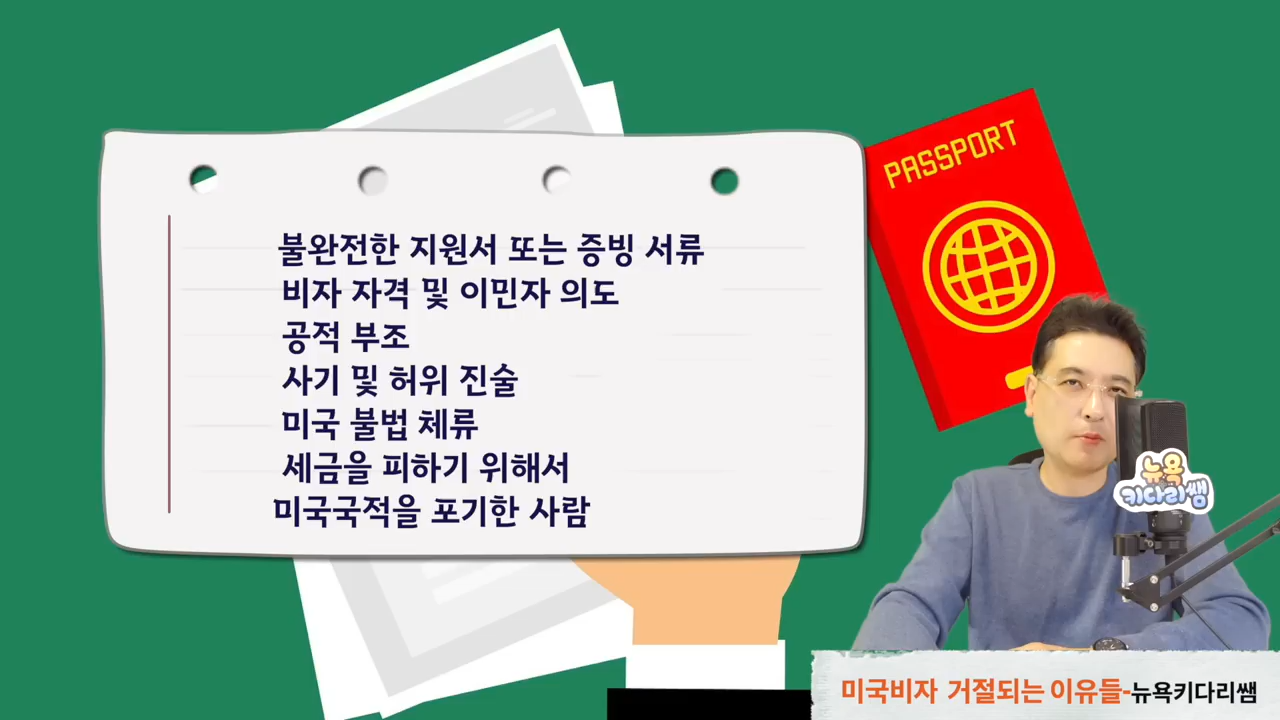 불완전한 지원서 또는 증빙 서류
비자 자격 및 이민자 의도
공적 부조
사기 및 허위 진술
미국 불법 체류
세금을 피하기 위해서
미국국적을 포기한 사람
PASSPORT
뉴욕
키다리쌤
미국비자 거절되는 이유들-뉴욕키다리쌤